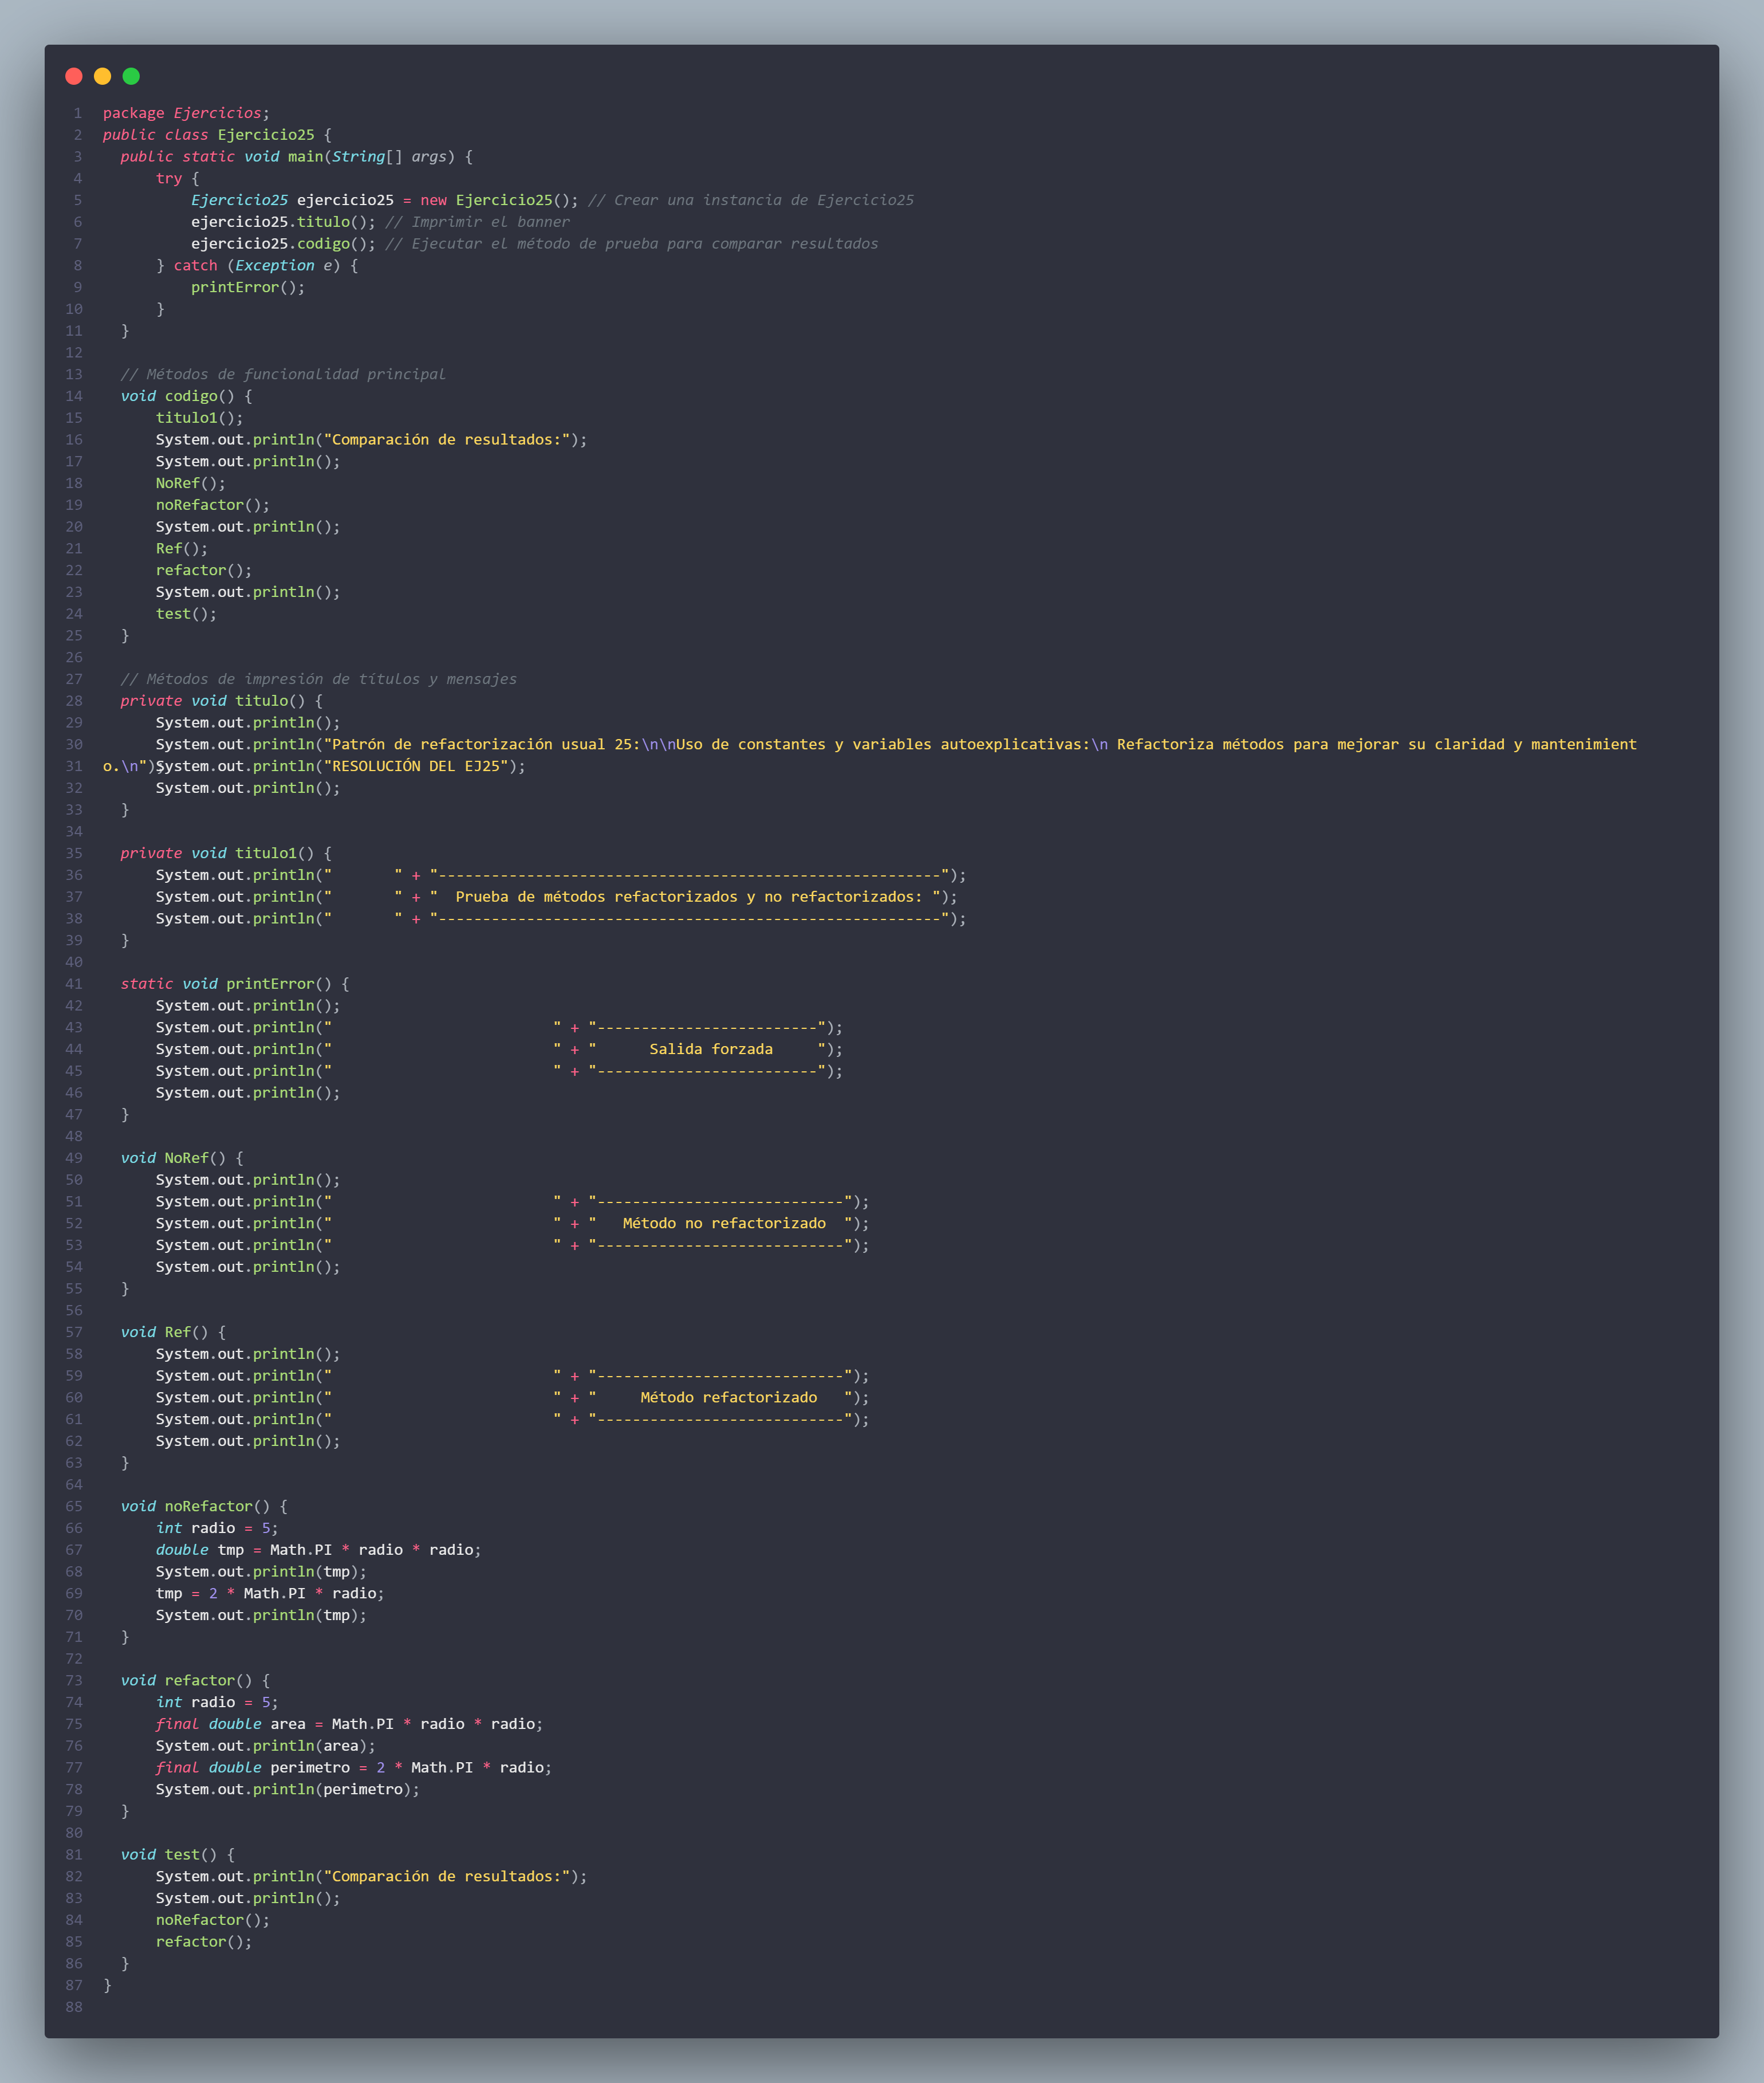 1 package Ejercicios;
2 public class Ejercicio25 {
3   public static void main(String[] args) {
4       try {
5           Ejercicio25 ejercicio25 = new Ejercicio25(); // Crear una instancia de Ejercicio25
6           ejercicio25.titulo(); // Imprimir el banner
7           ejercicio25.codigo(); // Ejecutar el método de prueba para comparar resultados
8       } catch (Exception e) {
9           printError();
10       }
11   }
12
13   // Métodos de funcionalidad principal
14   void codigo() {
15       titulo1();
16       System.out.println("Comparación de resultados:");
17       System.out.println();
18       NoRef();
19       noRefactor();
20       System.out.println();
21       Ref();
22       refactor();
23       System.out.println();
24       test();
25   }
26
27   // Métodos de impresión de títulos y mensajes
28   private void titulo() {
29       System.out.println();
30       System.out.println("Patrón de refactorización usual 25:\n\nUso de constantes y variables autoexplicativas:\n Refactoriza métodos para mejorar su claridad y mantenimient
31 o.\n");System.out.println("RESOLUCIÓN DEL EJ25");
32       System.out.println();
33   }
34
35   private void titulo1() {
36       System.out.println("       " + "---------------------------------------------------------");
37       System.out.println("       " + "  Prueba de métodos refactorizados y no refactorizados: ");
38       System.out.println("       " + "---------------------------------------------------------");
39   }
40
41   static void printError() {
42       System.out.println();
43       System.out.println("                         " + "-------------------------");
44       System.out.println("                         " + "      Salida forzada     ");
45       System.out.println("                         " + "-------------------------");
46       System.out.println();
47   }
48
49   void NoRef() {
50       System.out.println();
51       System.out.println("                         " + "----------------------------");
52       System.out.println("                         " + "   Método no refactorizado  ");
53       System.out.println("                         " + "----------------------------");
54       System.out.println();
55   }
56
57   void Ref() {
58       System.out.println();
59       System.out.println("                         " + "----------------------------");
60       System.out.println("                         " + "     Método refactorizado   ");
61       System.out.println("                         " + "----------------------------");
62       System.out.println();
63   }
64
65   void noRefactor() {
66       int radio = 5;
67       double tmp = Math.PI * radio * radio;
68       System.out.println(tmp);
69       tmp = 2 * Math.PI * radio;
70       System.out.println(tmp);
71   }
72
73   void refactor() {
74       int radio = 5;
75       final double area = Math.PI * radio * radio;
76       System.out.println(area);
77       final double perimetro = 2 * Math.PI * radio;
78       System.out.println(perimetro);
79   }
80
81   void test() {
82       System.out.println("Comparación de resultados:");
83       System.out.println();
84       noRefactor();
85       refactor();
86   }
87 }
88